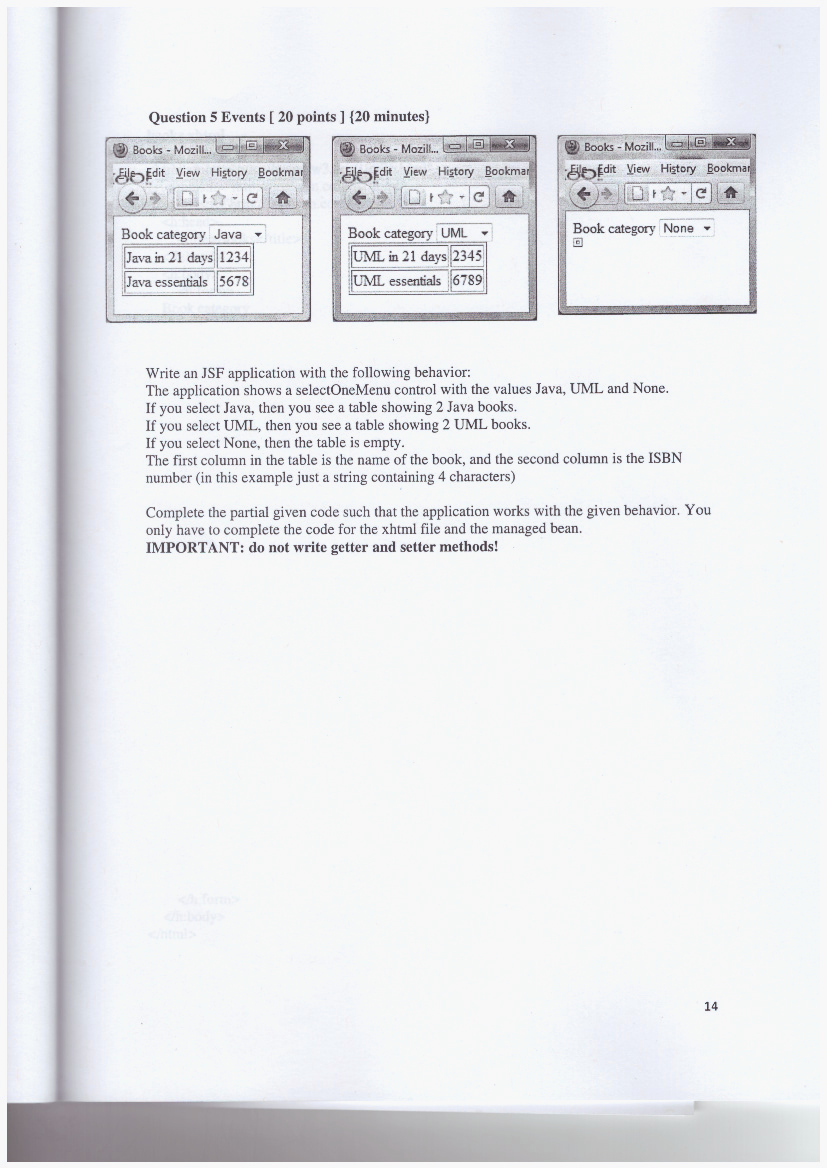 Question 5 Events [ 20 points ] {20 minutes}
Books - Mozill...
File Edit View History Bookmar
Book category Java
Java in 21 days 1234
Java essentials 5678
Books - Mozill...
File Edit View History Bookmar
Book category UML
UML in 21 days 2345
UML essentials 6789
Books - Mozill...
File Edit View History Bookmar
Book category None
Write an JSF application with the following behavior:
The application shows a selectOneMenu control with the values Java, UML and None.
If you select Java, then you see a table showing 2 Java books.
If you select UML, then you see a table showing 2 UML books.
If you select None, then the table is empty.
The first column in the table is the name of the book, and the second column is the ISBN
number (in this example just a string containing 4 characters)
Complete the partial given code such that the application works with the given behavior. You
only have to complete the code for the xhtml file and the managed bean.
IMPORTANT: do not write getter and setter methods!
</h:form>
</h:body>
</html>
14